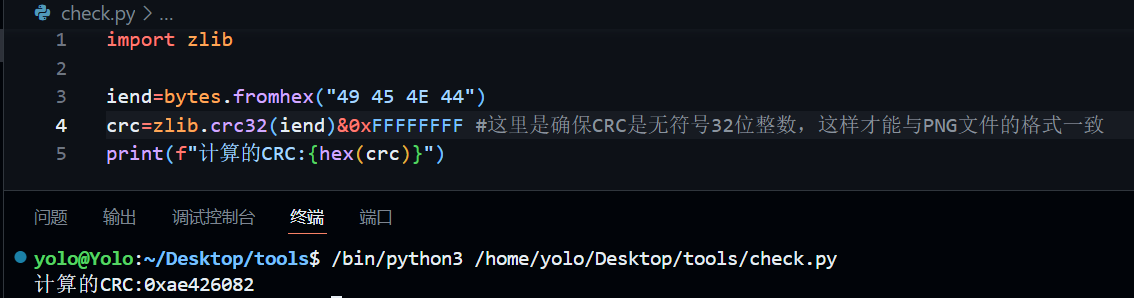 check.py > ...
1 import zlib
2
3 iend=bytes.fromhex("49 45 4E 44")
4 crc=zlib.crc32(iend)&0xFFFFFFFF #这里是确保CRC是无符号32位整数，这样才能与PNG文件的格式一致
5 print(f"计算的CRC:{hex(crc)}")
问题 输出 调试控制台 终端 端口
yolo@Yolo:~/Desktop/tools$ /bin/python3 /home/yolo/Desktop/tools/check.py
计算的CRC:0xae426082